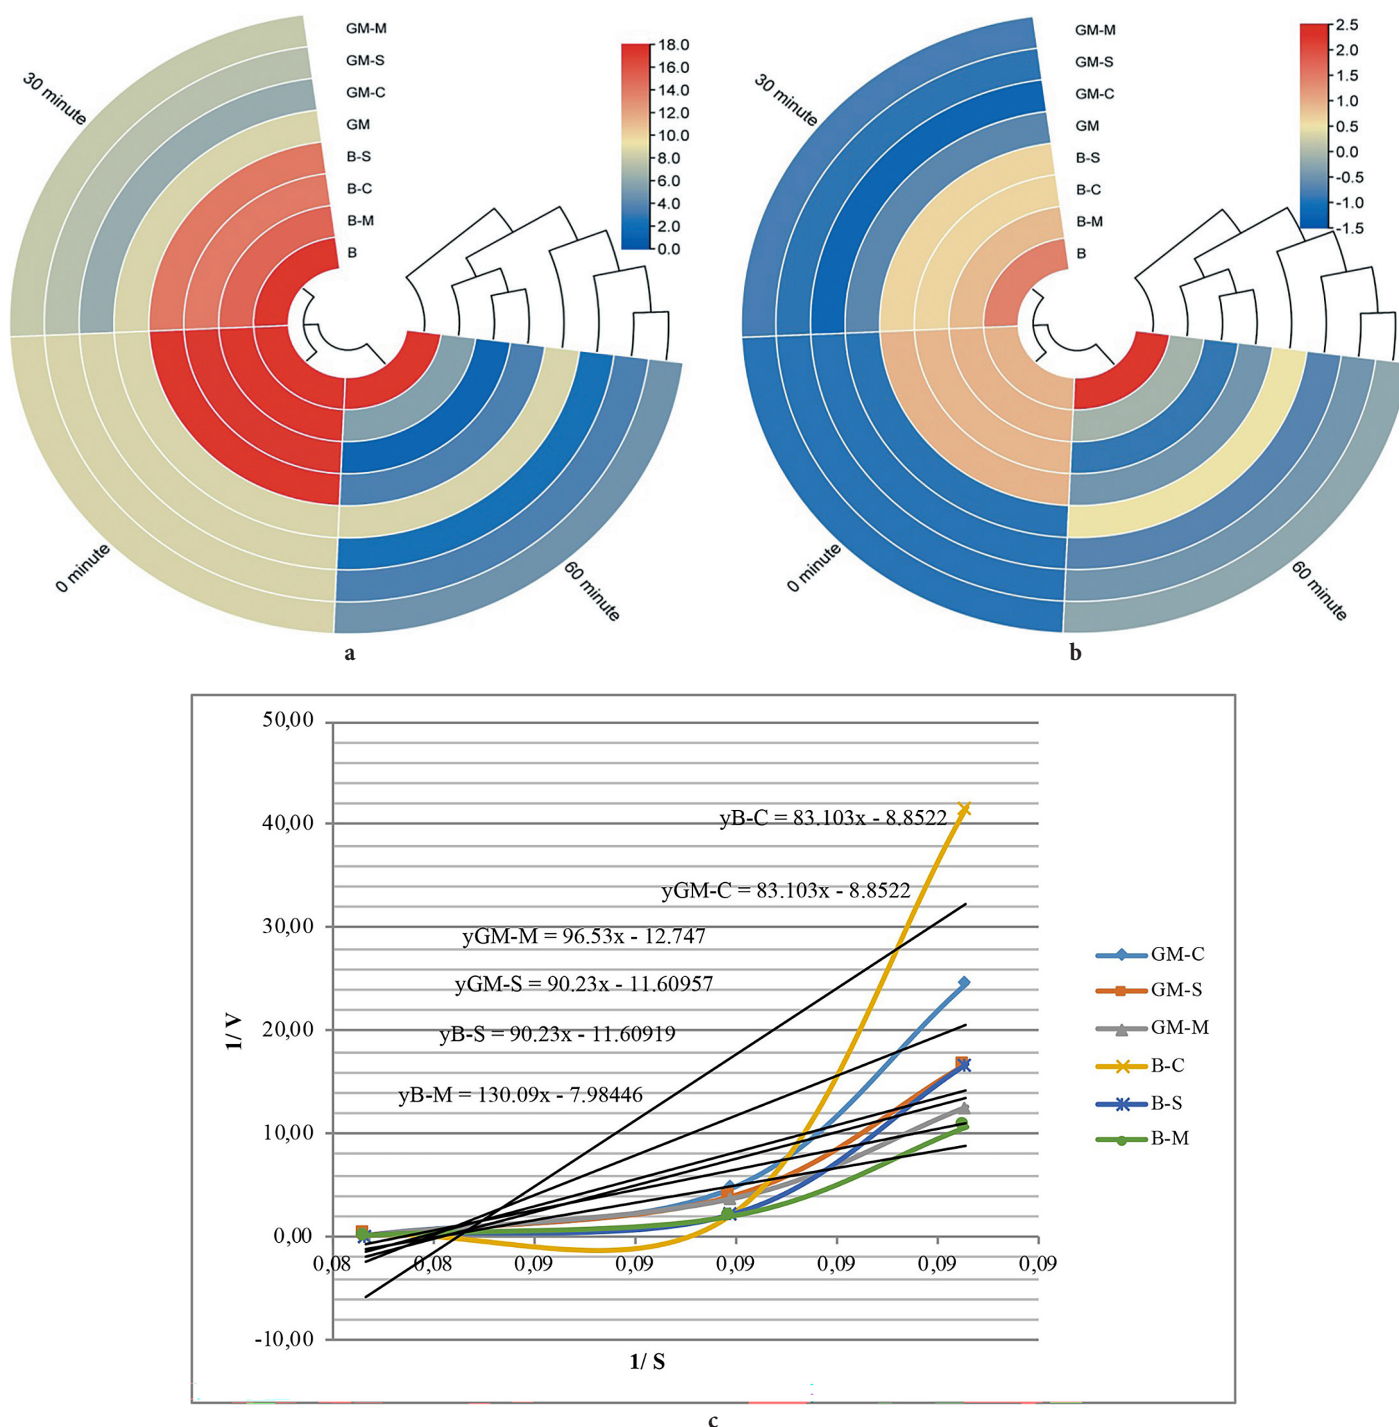 GM-M
GM-S
GM-C
GM
B-S
B-C
B-M
B
30 minute
0 minute
60 minute
18.0
16.0
14.0
12.0
10.0
8.0
6.0
4.0
2.0
0.0
a
GM-M
GM-S
GM-C
GM
B-S
B-C
B-M
B
30 minute
0 minute
60 minute
2.5
2.0
1.5
1.0
0.5
0.0
-0.5
-1.0
-1.5
b
50,00
40,00
30,00
20,00
10,00
0,00
-10,00
1/ V
yB-C = 83.103x - 8.8522
yGM-C = 83.103x - 8.8522
yGM-M = 96.53x - 12.747
yGM-S = 90.23x - 11.60957
yB-S = 90.23x - 11.60919
yB-M = 130.09x - 7.98446
0,08 0,08 0,09 0,09 0,09 0,09 0,09 0,09
1/ S
GM-C
GM-S
GM-M
B-C
B-S
B-M
c